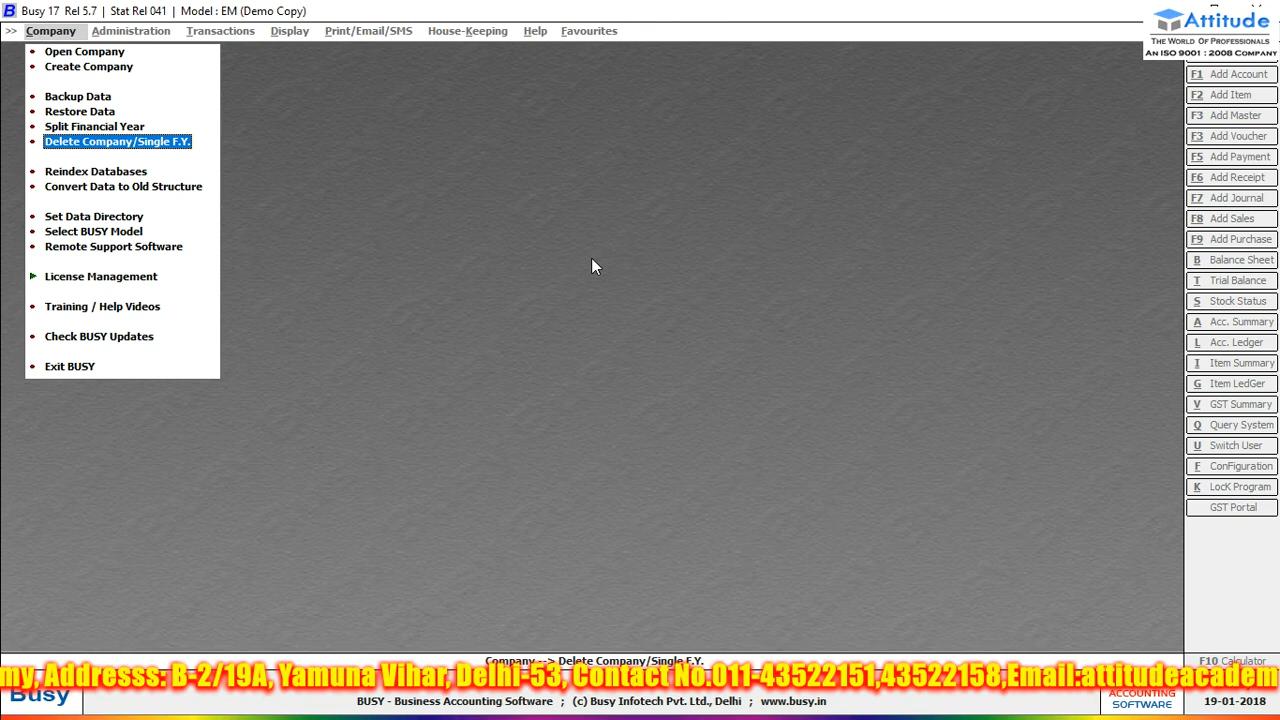 Busy 17 Rel 5.7 | Stat Rel 041 | Model : EM (Demo Copy)
Attitude
THE WORLD OF PROFESSIONALS
AN ISO 9001 : 2008 COMPANY
>> Company Administration Transactions Display Print/Email/SMS House-Keeping Help Favourites
Open Company
Create Company
Backup Data
Restore Data
Split Financial Year
Delete Company/Single F.Y.
Reindex Databases
Convert Data to Old Structure
Set Data Directory
Select BUSY Model
Remote Support Software
License Management
Training / Help Videos
Check BUSY Updates
Exit BUSY
F1 Add Account
F2 Add Item
F3 Add Master
F3 Add Voucher
F5 Add Payment
F6 Add Receipt
F7 Add Journal
F8 Add Sales
F9 Add Purchase
B Balance Sheet
T Trial Balance
S Stock Status
A Acc. Summary
L Acc. Ledger
I Item Summary
G Item LedGer
V GST Summary
Q Query System
U Switch User
F ConFiguration
K LocK Program
GST Portal
Company --> Delete Company/Single F.Y.
F10 Calculator
my, Addresss: B-2/19A, Yamuna Vihar, Delhi-53, Contact No.011-43522151,43522158,Email:attitudeacadem
Busy
BUSY - Business Accounting Software ; (c) Busy Infotech Pvt. Ltd., Delhi ; www.busy.in
ACCOUNTING
SOFTWARE
19-01-2018